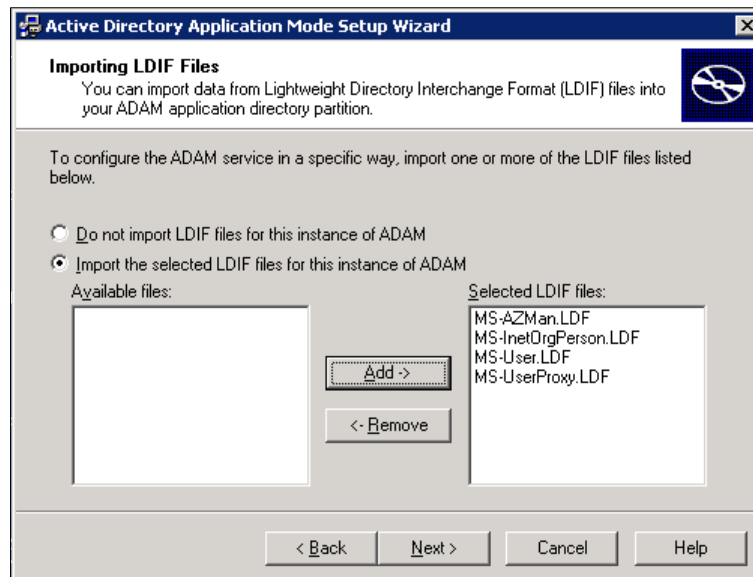 Active Directory Application Mode Setup Wizard
Importing LDIF Files
You can import data from Lightweight Directory Interchange Format (LDIF) files into
your ADAM application directory partition.
To configure the ADAM service in a specific way, import one or more of the LDIF files listed
below.
Do not import LDIF files for this instance of ADAM
Import the selected LDIF files for this instance of ADAM
Available files:
Selected LDIF files:
MS-AZMan.LDF
MS-InetOrgPerson.LDF
MS-User.LDF
MS-UserProxy.LDF
Add ->
<- Remove
< Back Next > Cancel Help